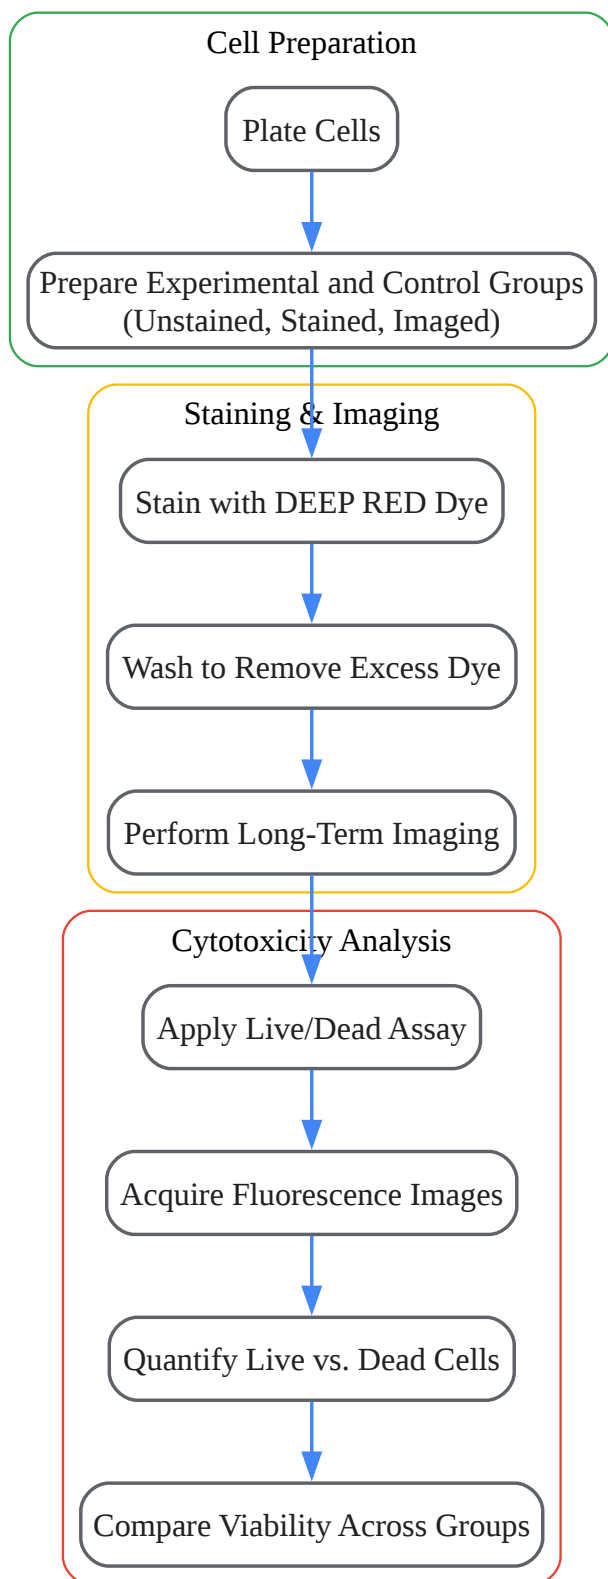 Cell Preparation
Plate Cells
Prepare Experimental and Control Groups
(Unstained, Stained, Imaged)
Staining & Imaging
Stain with DEEP RED Dye
Wash to Remove Excess Dye
Perform Long-Term Imaging
Cytotoxicity Analysis
Apply Live/Dead Assay
Acquire Fluorescence Images
Quantify Live vs. Dead Cells
Compare Viability Across Groups